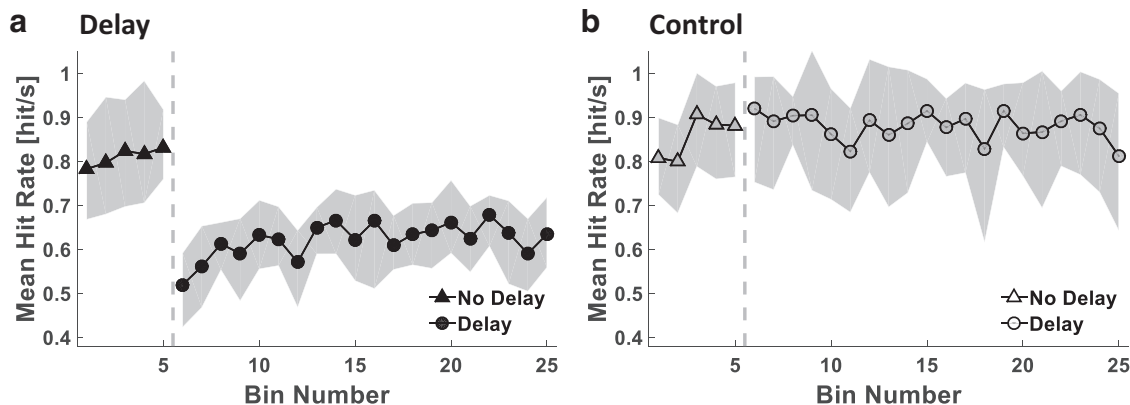 a Delay
Mean Hit Rate [hit/s]
1
0.9
0.8
0.7
0.6
0.5
0.4
No Delay
Delay
5 10 15 20 25
Bin Number
b Control
Mean Hit Rate [hit/s]
1
0.9
0.8
0.7
0.6
0.5
0.4
No Delay
Delay
5 10 15 20 25
Bin Number